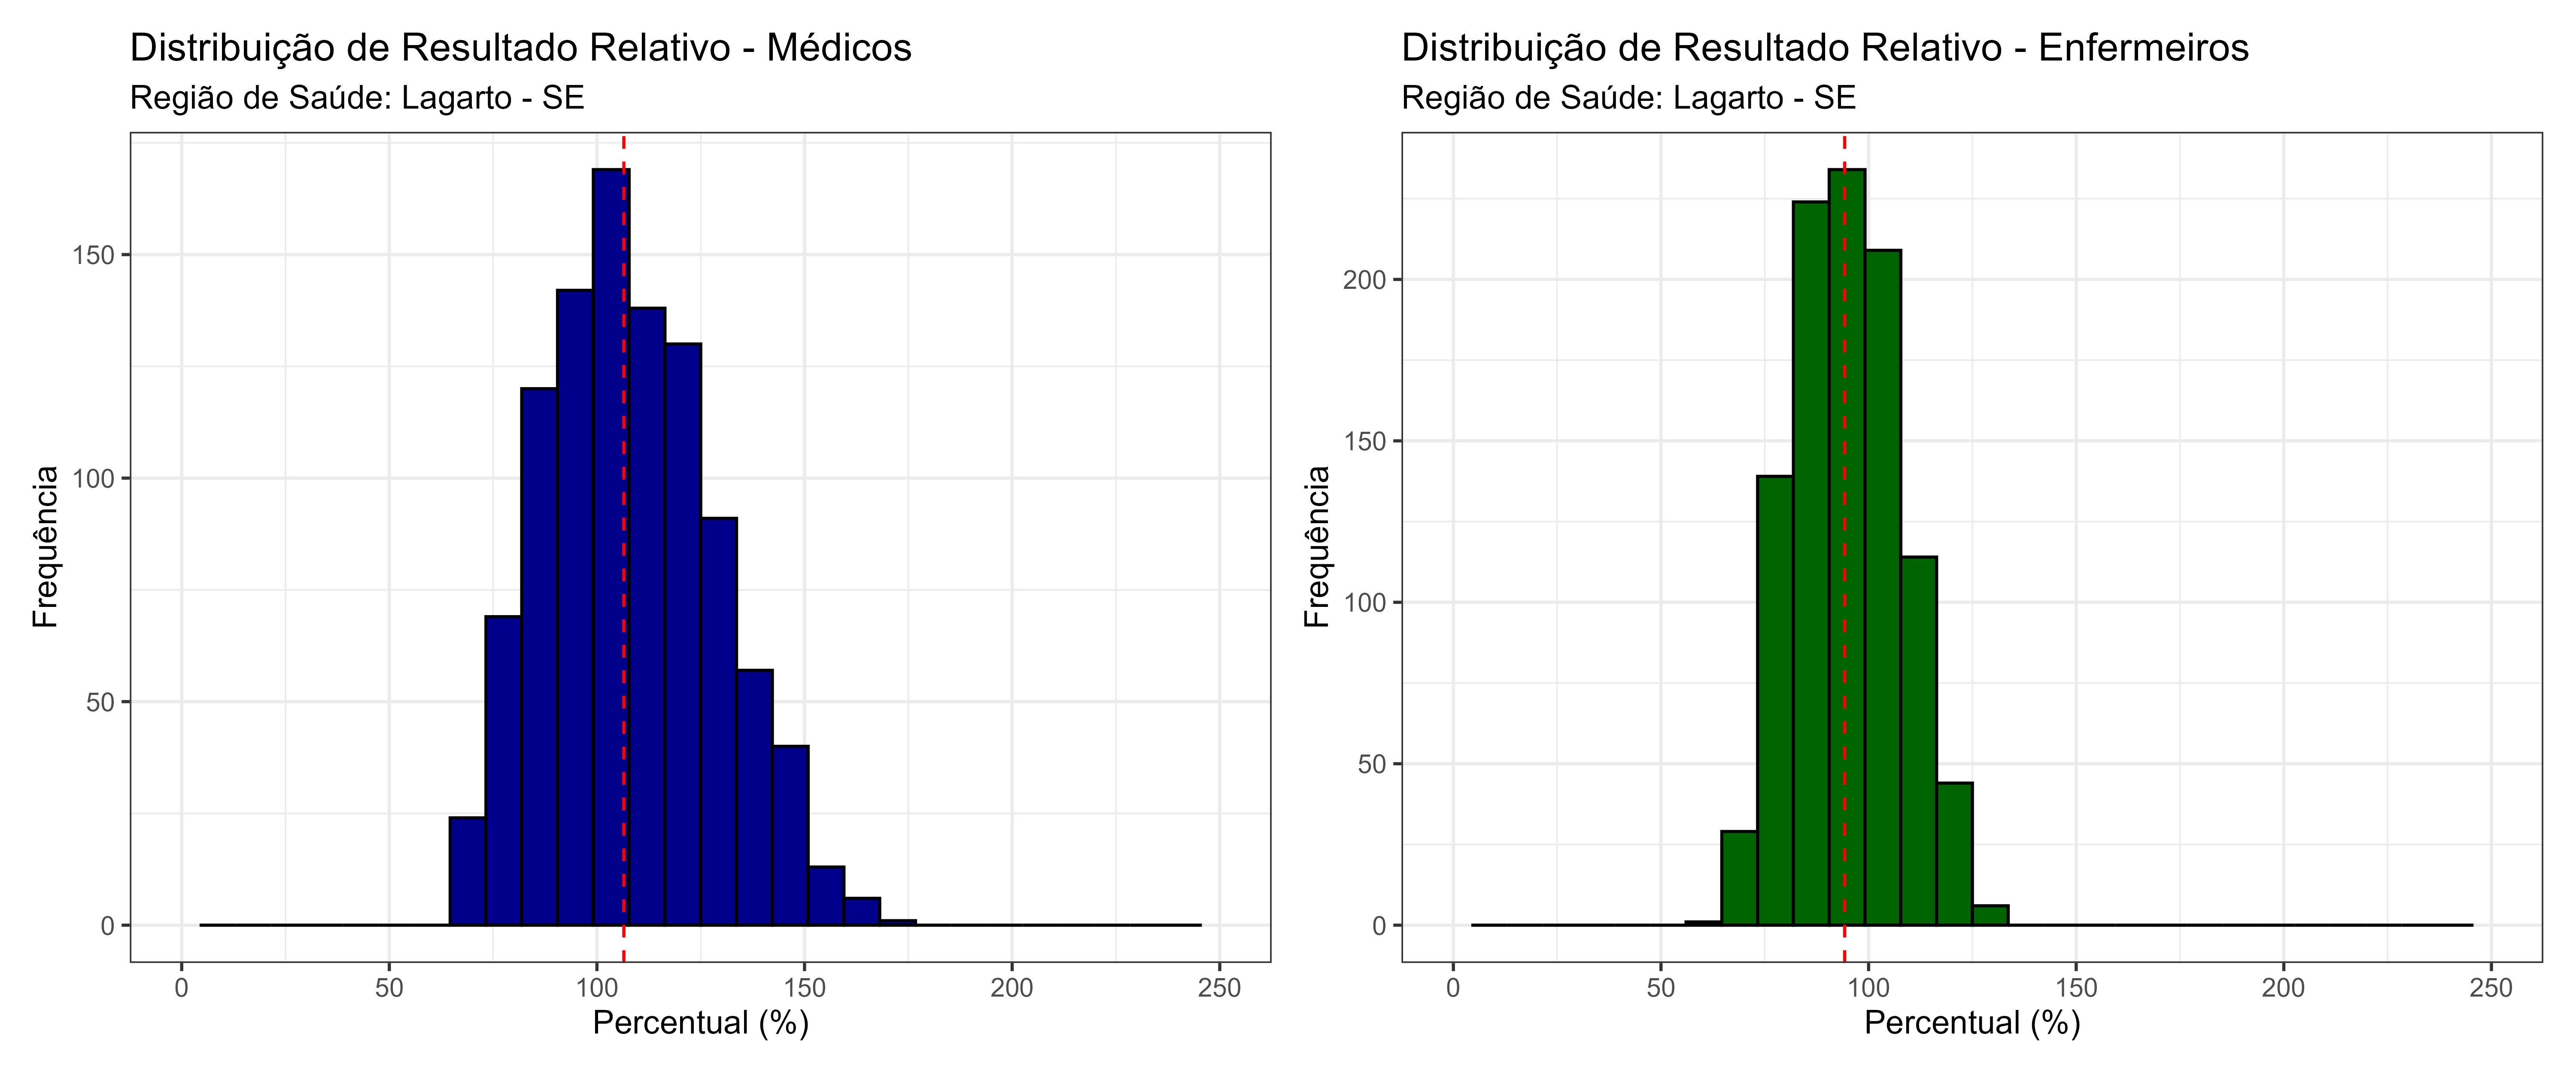 Distribuição de Resultado Relativo - Médicos
Região de Saúde: Lagarto - SE
Frequência
150
100
50
0
0 50 100 150 200 250
Percentual (%)
Distribuição de Resultado Relativo - Enfermeiros
Região de Saúde: Lagarto - SE
Frequência
200
150
100
50
0
0 50 100 150 200 250
Percentual (%)